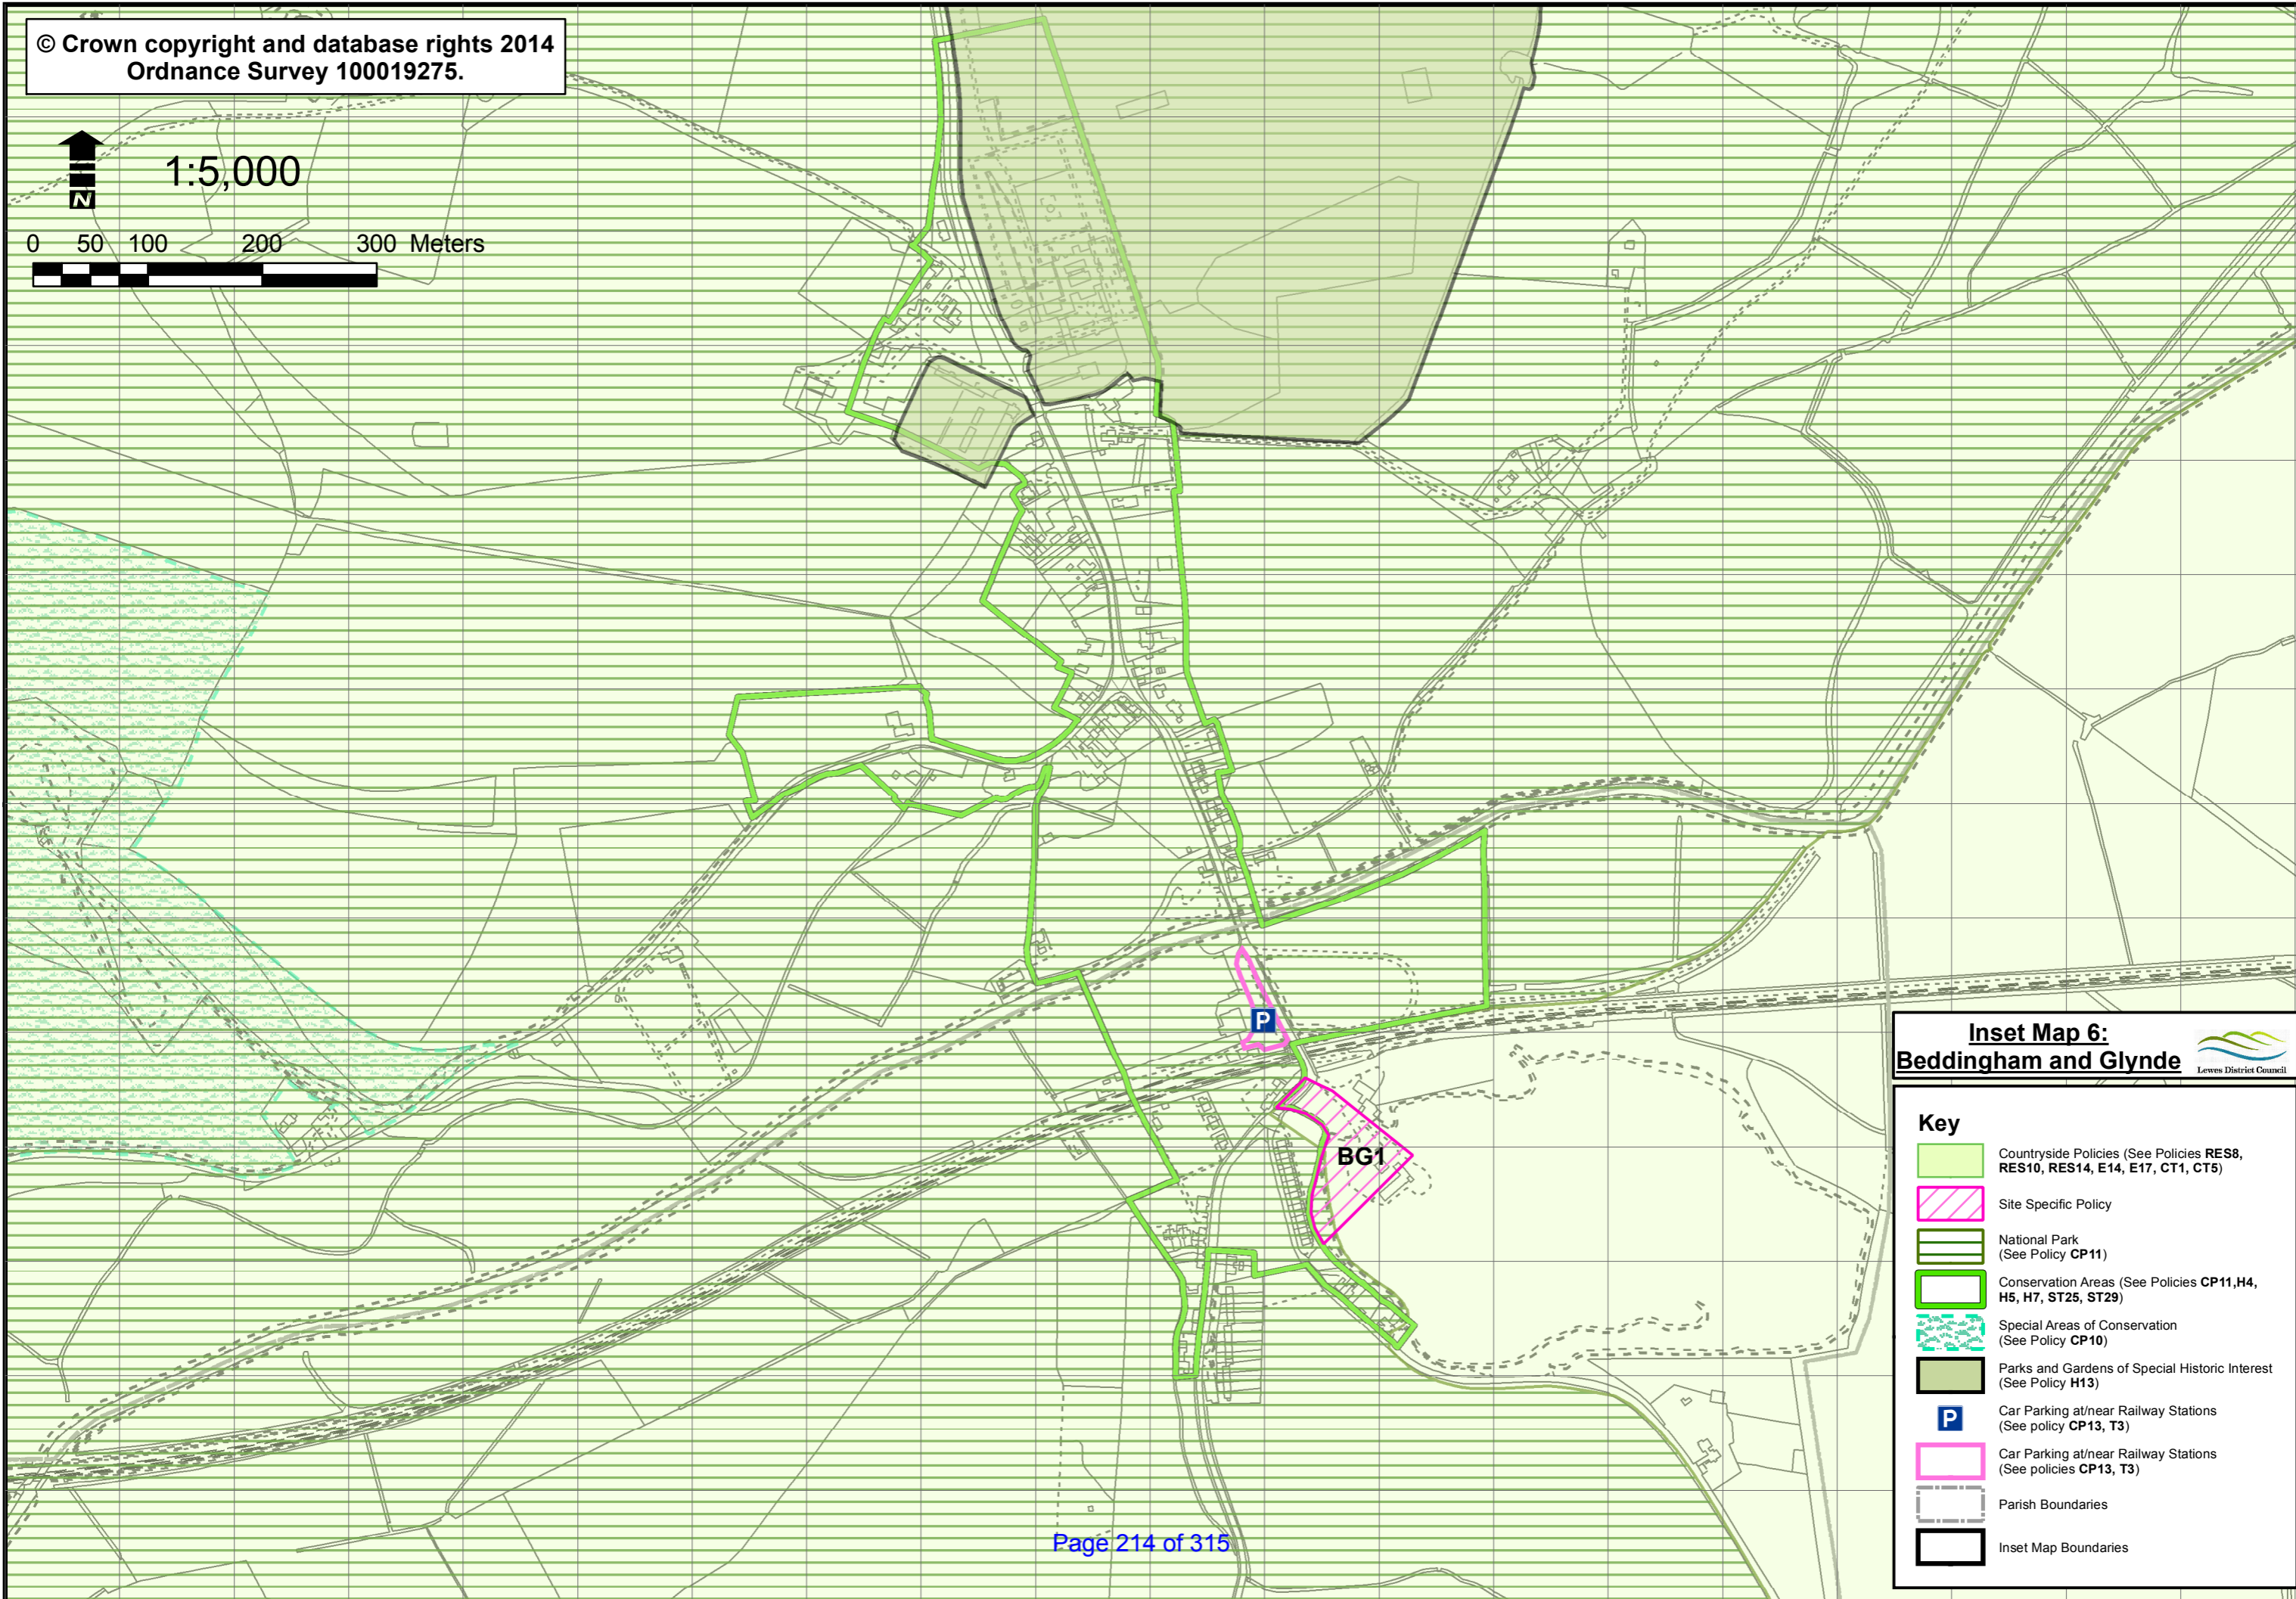 © Crown copyright and database rights 2014
Ordnance Survey 100019275.
N
1:5,000
0 50 100 200 300 Meters
P
BG1
Inset Map 6:
Beddingham and Glynde
Lewes District Council
Key
Countryside Policies (See Policies RES8,
RES10, RES14, E14, E17, CT1, CT5)
Site Specific Policy
National Park
(See Policy CP11)
Conservation Areas (See Policies CP11,H4,
H5, H7, ST25, ST29)
Special Areas of Conservation
(See Policy CP10)
Parks and Gardens of Special Historic Interest
(See Policy H13)
P
Car Parking at/near Railway Stations
(See policy CP13, T3)
Car Parking at/near Railway Stations
(See policies CP13, T3)
Parish Boundaries
Inset Map Boundaries
Page 214 of 315